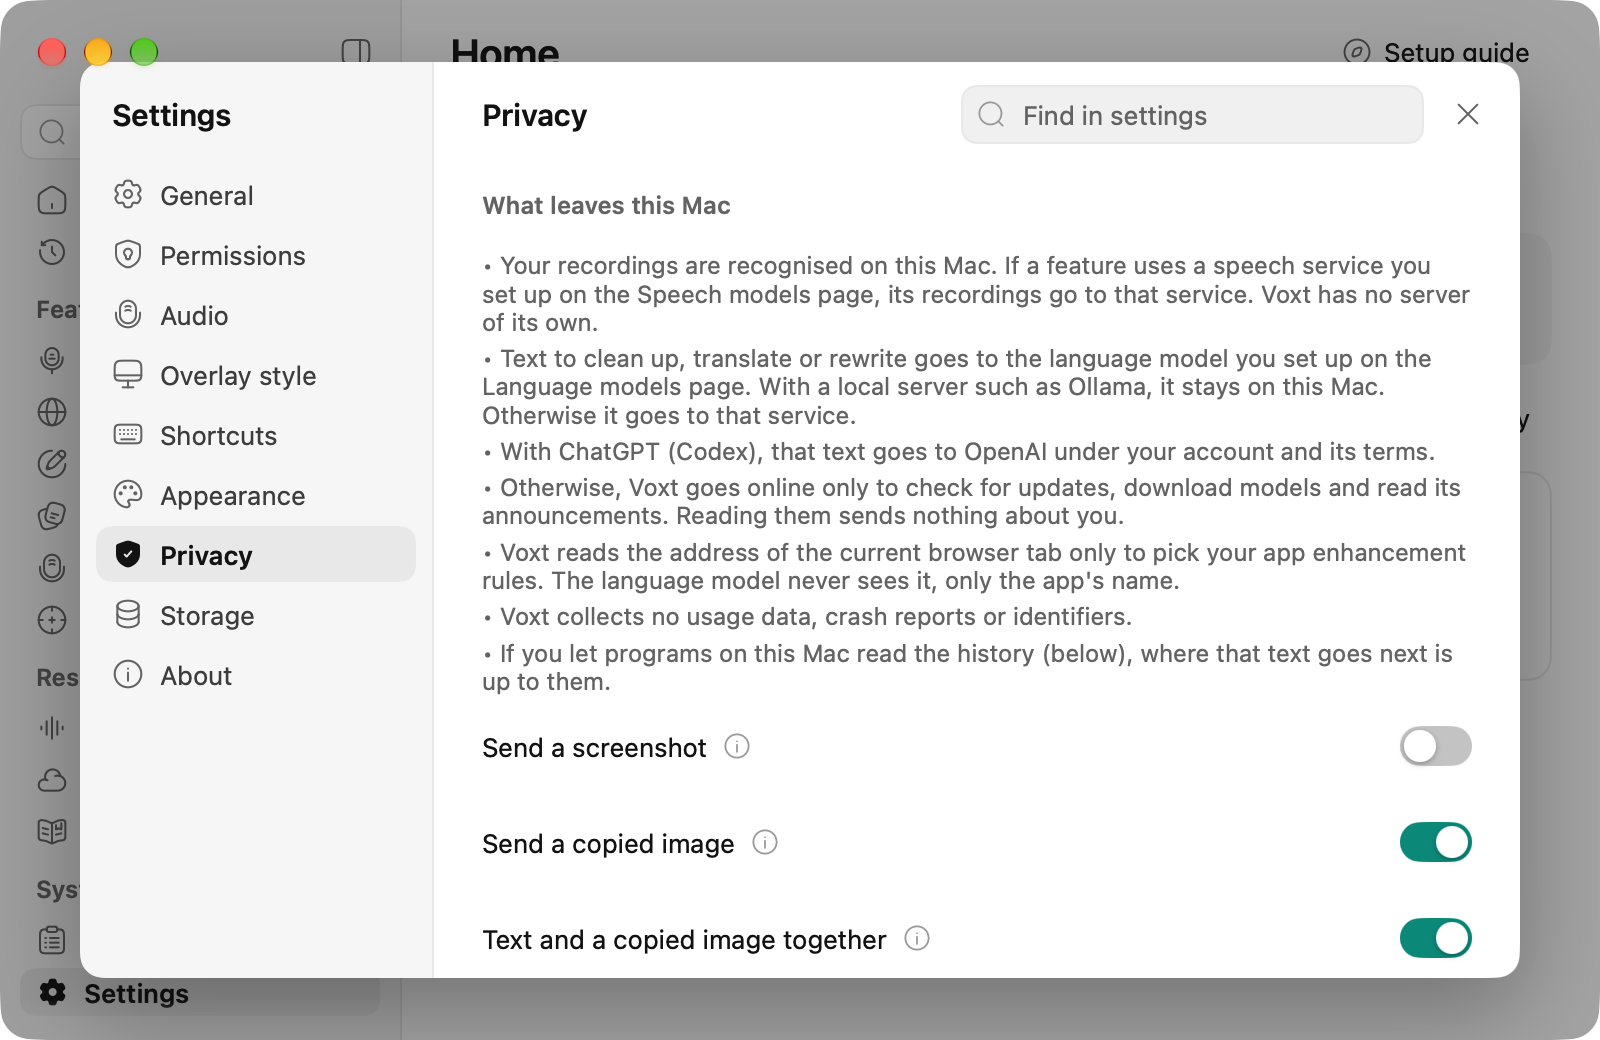 Home
Setup guide
Settings
General
Permissions
Audio
Overlay style
Shortcuts
Appearance
Privacy
Storage
About
Privacy
Find in settings
What leaves this Mac
• Your recordings are recognised on this Mac. If a feature uses a speech service you
set up on the Speech models page, its recordings go to that service. Voxt has no server
of its own.
• Text to clean up, translate or rewrite goes to the language model you set up on the
Language models page. With a local server such as Ollama, it stays on this Mac.
Otherwise it goes to that service.
• With ChatGPT (Codex), that text goes to OpenAI under your account and its terms.
• Otherwise, Voxt goes online only to check for updates, download models and read its
announcements. Reading them sends nothing about you.
• Voxt reads the address of the current browser tab only to pick your app enhancement
rules. The language model never sees it, only the app's name.
• Voxt collects no usage data, crash reports or identifiers.
• If you let programs on this Mac read the history (below), where that text goes next is
up to them.
Send a screenshot
Send a copied image
Text and a copied image together
Settings